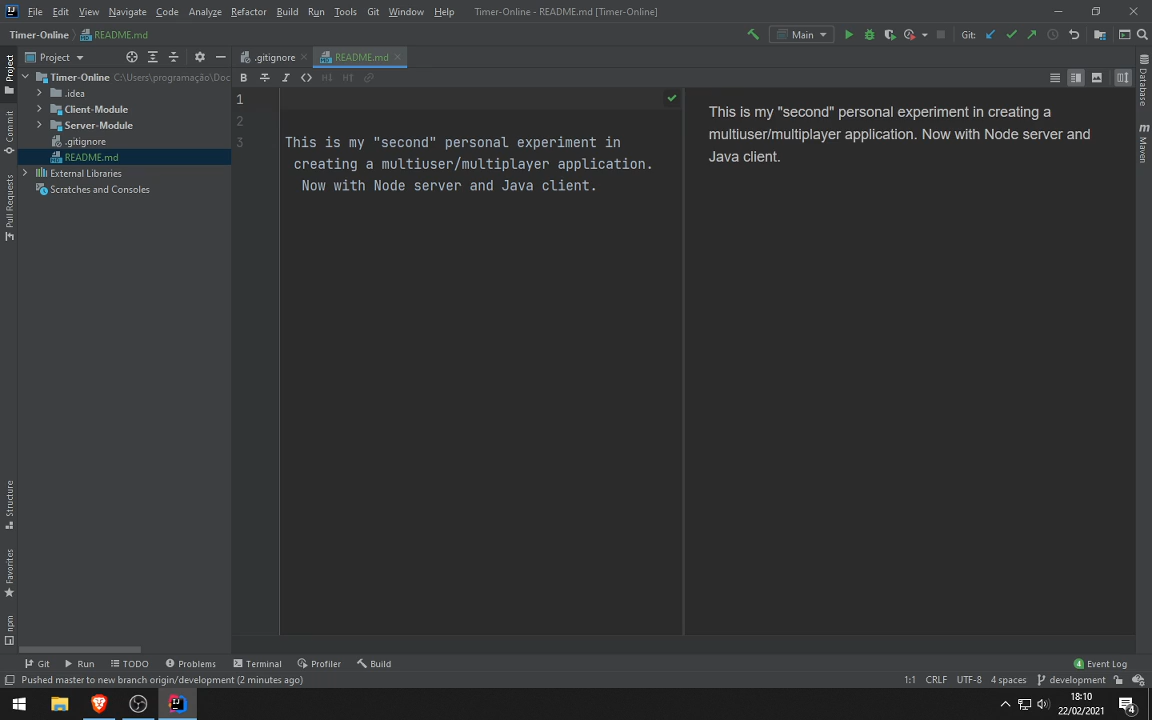 File Edit View Navigate Code Analyze Refactor Build Run Tools Git Window Help Timer-Online - README.md [Timer-Online]
Timer-Online README.md Main Git:
Project .gitignore README.md
Timer-Online C:\Users\programação\Doc
.idea
Client-Module
Server-Module
.gitignore
README.md
External Libraries
Scratches and Consoles
Project
Commit
Pull Requests
Structure
Favorites
npm
B I H↓ H↑
1
2
3
This is my "second" personal experiment in
creating a multiuser/multiplayer application.
Now with Node server and Java client.
This is my "second" personal experiment in creating a
multiuser/multiplayer application. Now with Node server and
Java client.
Database
m Maven
Git Run TODO Problems Terminal Profiler Build 4 Event Log
Pushed master to new branch origin/development (2 minutes ago) 1:1 CRLF UTF-8 4 spaces development
18:10
22/02/2021
4